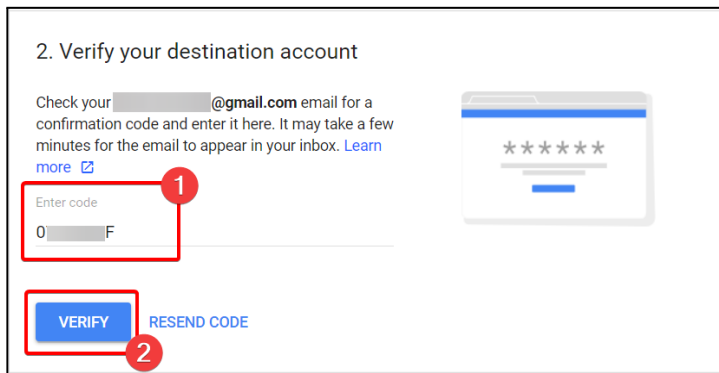 2. Verify your destination account
Check your @gmail.com email for a
confirmation code and enter it here. It may take a few
minutes for the email to appear in your inbox. Learn
more
1
Enter code
0 F
******
VERIFY
RESEND CODE
2